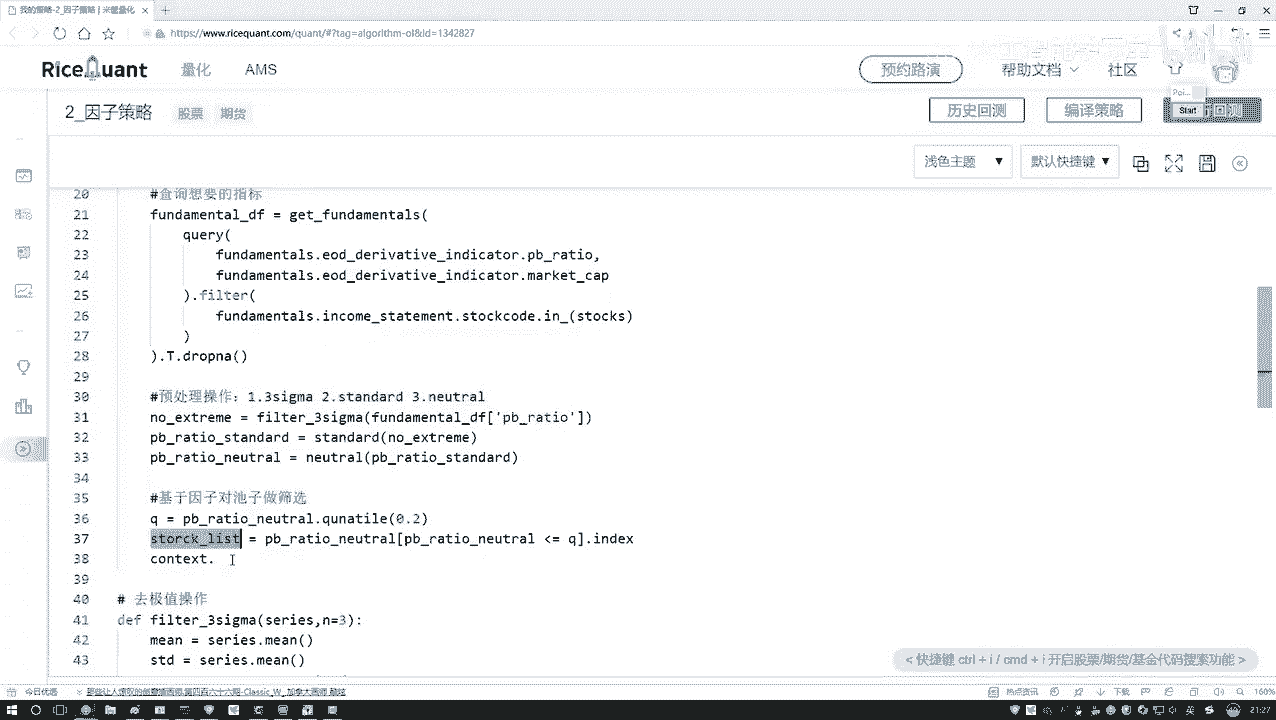 我的策略-2_因子策略 | 米筐量化
https://www.ricequant.com/quant/#?tag=algorithm-ol&id=1342827
RiceQuant 量化 AMS 预约路演 帮助文档 社区
2_因子策略 股票 期货 历史回测 编译策略 Start
浅色主题 默认快捷键
20 #查询想要的指标
21 fundamental_df = get_fundamentals(
22 query(
23 fundamentals.eod_derivative_indicator.pb_ratio,
24 fundamentals.eod_derivative_indicator.market_cap
25 ).filter(
26 fundamentals.income_statement.stockcode.in_(stocks)
27 )
28 ).T.dropna()
29
30 #预处理操作：1.3sigma 2.standard 3.neutral
31 no_extreme = filter_3sigma(fundamental_df['pb_ratio'])
32 pb_ratio_standard = standard(no_extreme)
33 pb_ratio_neutral = neutral(pb_ratio_standard)
34
35 #基于因子对池子做筛选
36 q = pb_ratio_neutral.qunatile(0.2)
37 storck_list = pb_ratio_neutral[pb_ratio_neutral <= q].index
38 context.
39
40 # 去极值操作
41 def filter_3sigma(series,n=3):
42 mean = series.mean()
43 std = series.mean()
< 快捷键 ctrl + i / cmd + i 开启股票/期货/基金代码搜索功能 >
今日优选 热点资讯 下载 160%
英 21:27